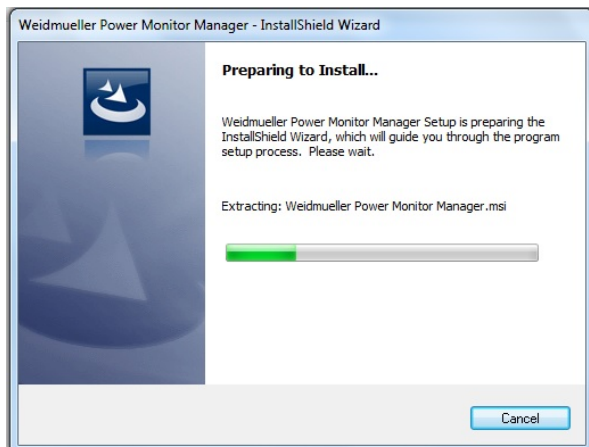 Weidmueller Power Monitor Manager - InstallShield Wizard
Preparing to Install...
Weidmueller Power Monitor Manager Setup is preparing the
InstallShield Wizard, which will guide you through the program
setup process. Please wait.
Extracting: Weidmueller Power Monitor Manager.msi
Cancel